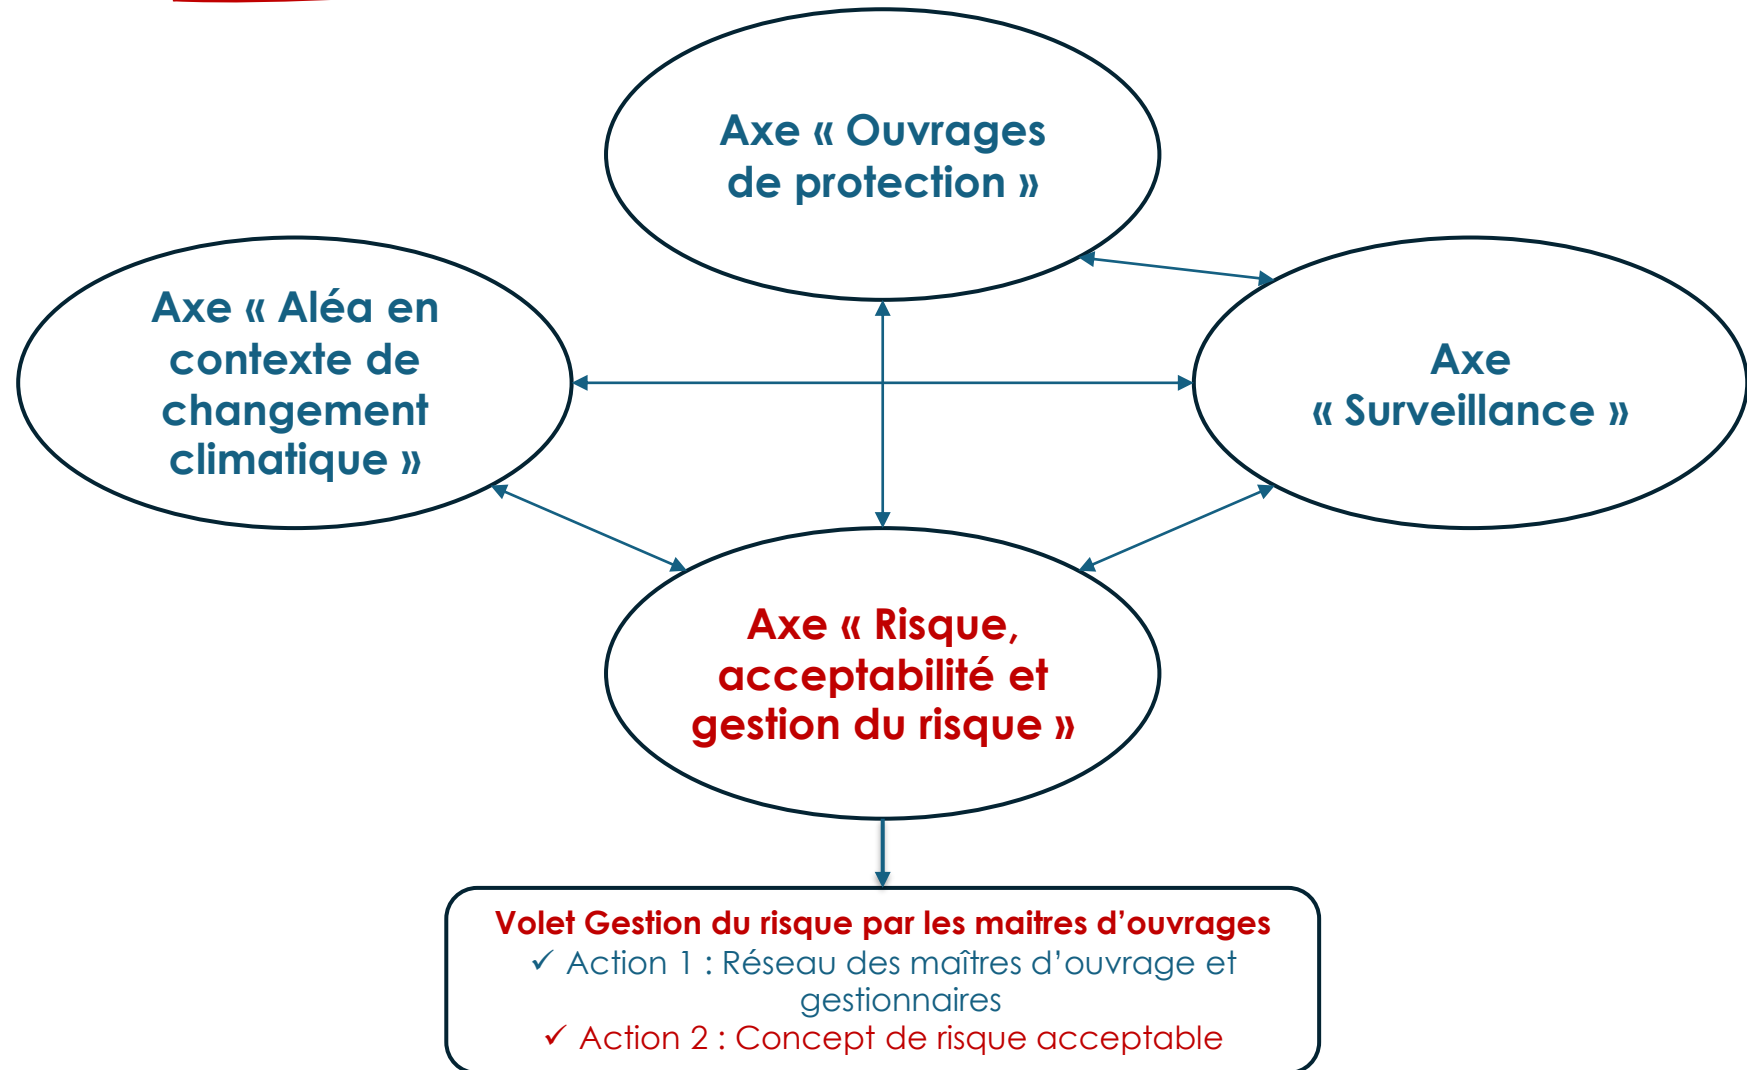 Axe « Ouvrages
de protection »
Axe « Aléa en
contexte de
changement
climatique »
Axe
« Surveillance »
Axe « Risque,
acceptabilité et
gestion du risque »
Volet Gestion du risque par les maitres d’ouvrages
✓ Action 1 : Réseau des maîtres d’ouvrage et
gestionnaires
✓ Action 2 : Concept de risque acceptable